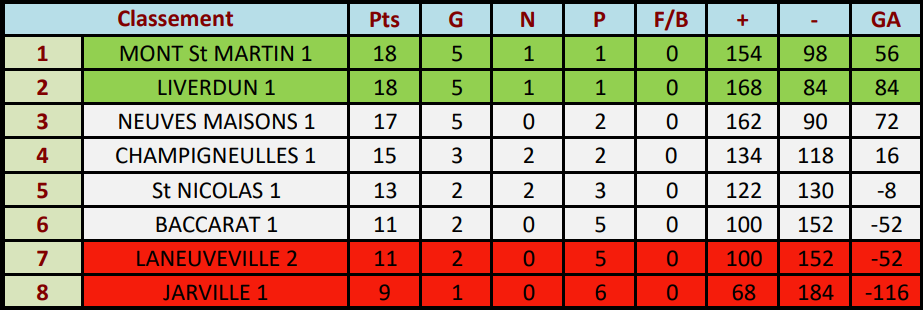 Classement Pts G N P F/B + - GA
1 MONT St MARTIN 1 18 5 1 1 0 154 98 56
2 LIVERDUN 1 18 5 1 1 0 168 84 84
3 NEUVES MAISONS 1 17 5 0 2 0 162 90 72
4 CHAMPIGNEULLES 1 15 3 2 2 0 134 118 16
5 St NICOLAS 1 13 2 2 3 0 122 130 -8
6 BACCARAT 1 11 2 0 5 0 100 152 -52
7 LANEUVEVILLE 2 11 2 0 5 0 100 152 -52
8 JARVILLE 1 9 1 0 6 0 68 184 -116